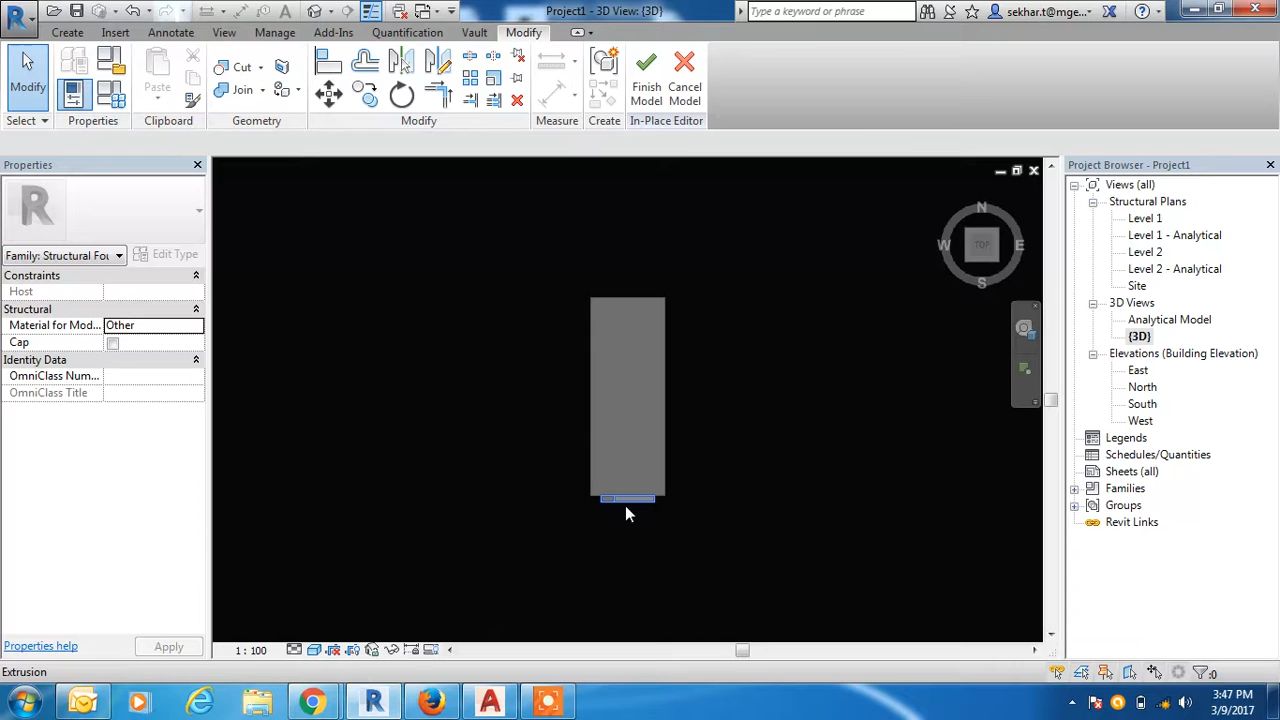 Project1 - 3D View: {3D}
Type a keyword or phrase
sekhar.t@mge...
Create Insert Annotate View Manage Add-Ins Quantification Vault Modify
Modify
Paste
Cut
Join
Finish Model
Cancel Model
Select Properties Clipboard Geometry Modify Measure Create In-Place Editor
Properties
R
Family: Structural Fou
Edit Type
Constraints
Host
Structural
Material for Mod... Other
Cap
Identity Data
OmniClass Num...
OmniClass Title
Properties help
Apply
N
W TOP E
S
1 : 100
Project Browser - Project1
Views (all)
Structural Plans
Level 1
Level 1 - Analytical
Level 2
Level 2 - Analytical
Site
3D Views
Analytical Model
{3D}
Elevations (Building Elevation)
East
North
South
West
Legends
Schedules/Quantities
Sheets (all)
Families
Groups
Revit Links
Extrusion
:0
3:47 PM
3/9/2017